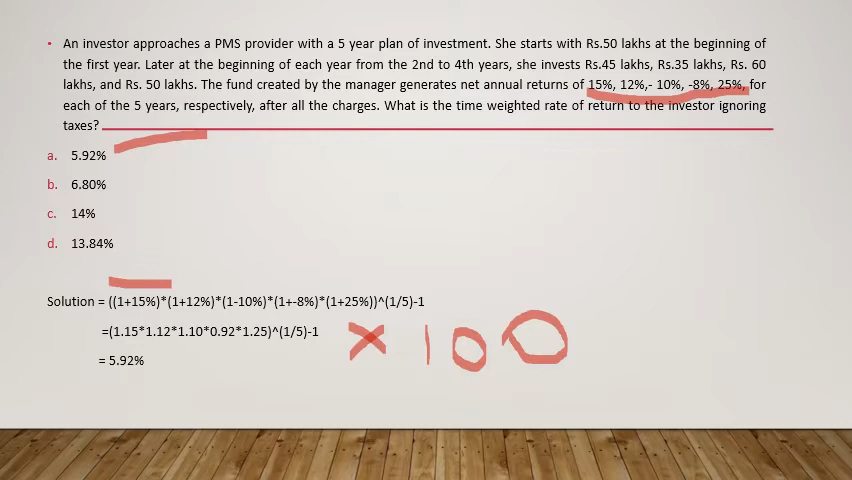 • An investor approaches a PMS provider with a 5 year plan of investment. She starts with Rs.50 lakhs at the beginning of
the first year. Later at the beginning of each year from the 2nd to 4th years, she invests Rs.45 lakhs, Rs.35 lakhs, Rs. 60
lakhs, and Rs. 50 lakhs. The fund created by the manager generates net annual returns of 15%, 12%,- 10%, -8%, 25%, for
each of the 5 years, respectively, after all the charges. What is the time weighted rate of return to the investor ignoring
taxes?
a. 5.92%
b. 6.80%
c. 14%
d. 13.84%
Solution = ((1+15%)*(1+12%)*(1-10%)*(1+-8%)*(1+25%))^(1/5)-1
=(1.15*1.12*1.10*0.92*1.25)^(1/5)-1 × 100
= 5.92%